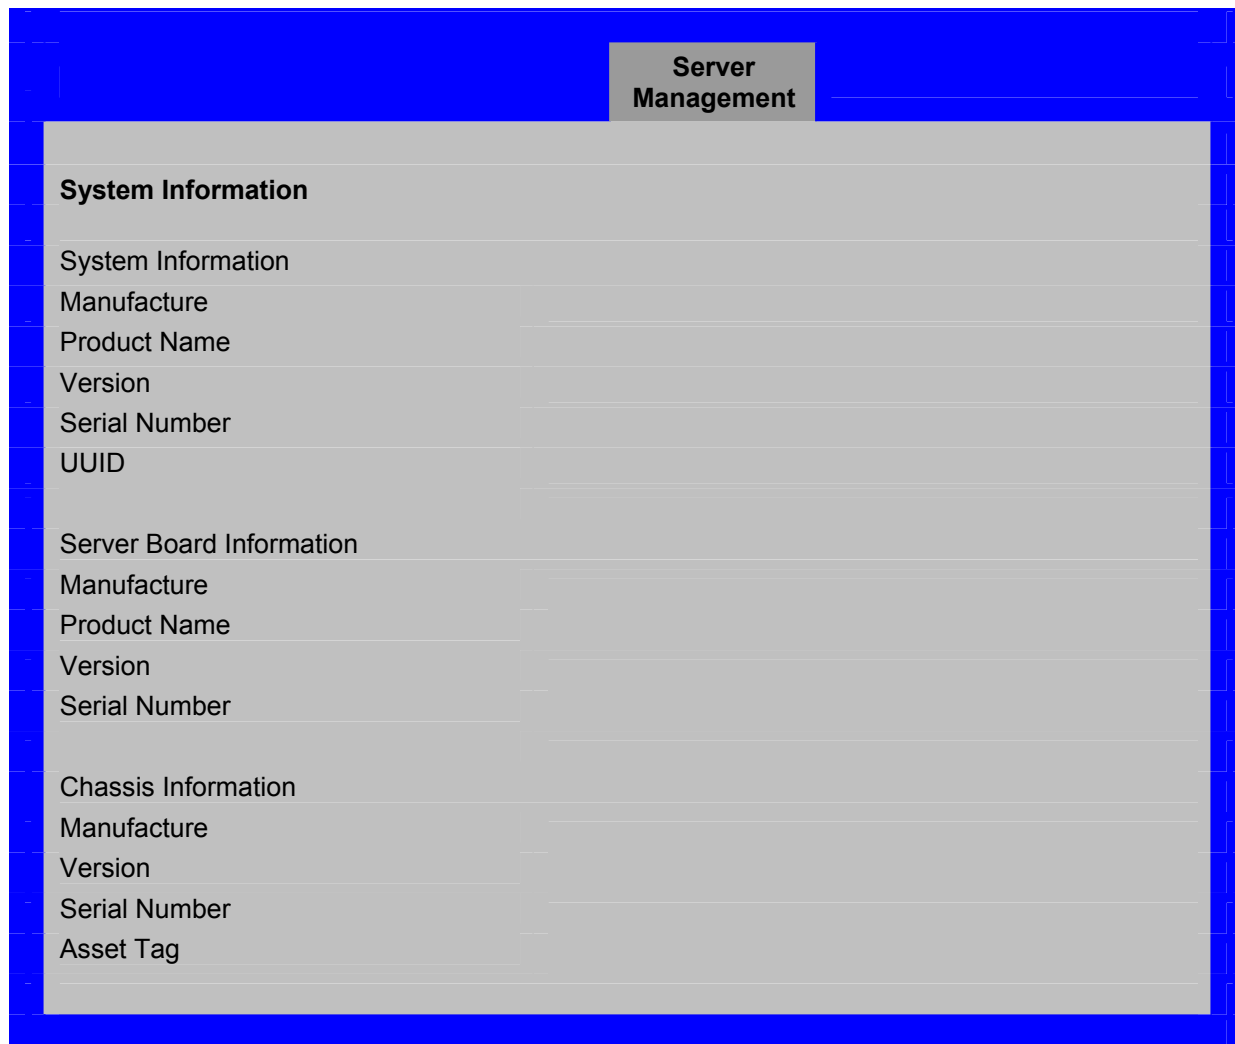 Server
Management
System Information
System Information
Manufacture
Product Name
Version
Serial Number
UUID
Server Board Information
Manufacture
Product Name
Version
Serial Number
Chassis Information
Manufacture
Version
Serial Number
Asset Tag